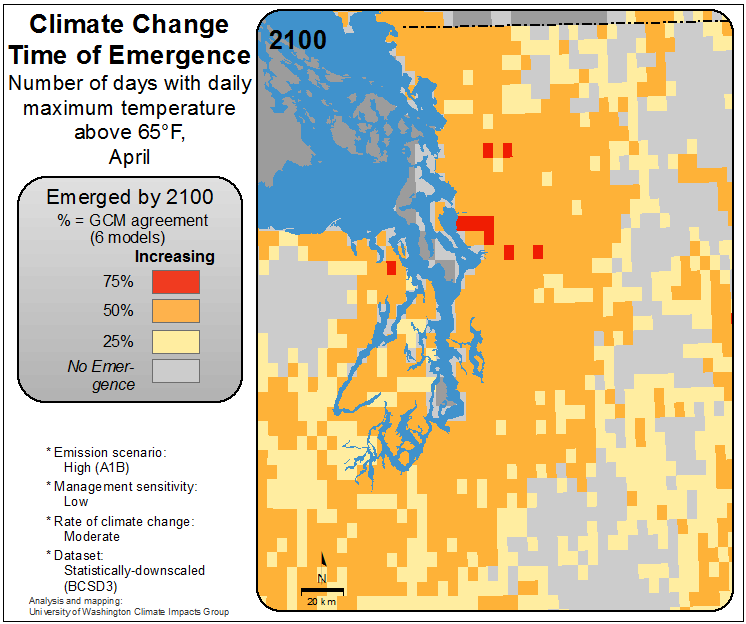 Climate Change
Time of Emergence
Number of days with daily
maximum temperature
above 65°F,
April
Emerged by 2100
% = GCM agreement
(6 models)
Increasing
75%
50%
25%
No Emer-
gence
* Emission scenario:
High (A1B)
* Management sensitivity:
Low
* Rate of climate change:
Moderate
* Dataset:
Statistically-downscaled
(BCSD3)
Analysis and mapping:
University of Washington Climate Impacts Group
2100
N
20 km